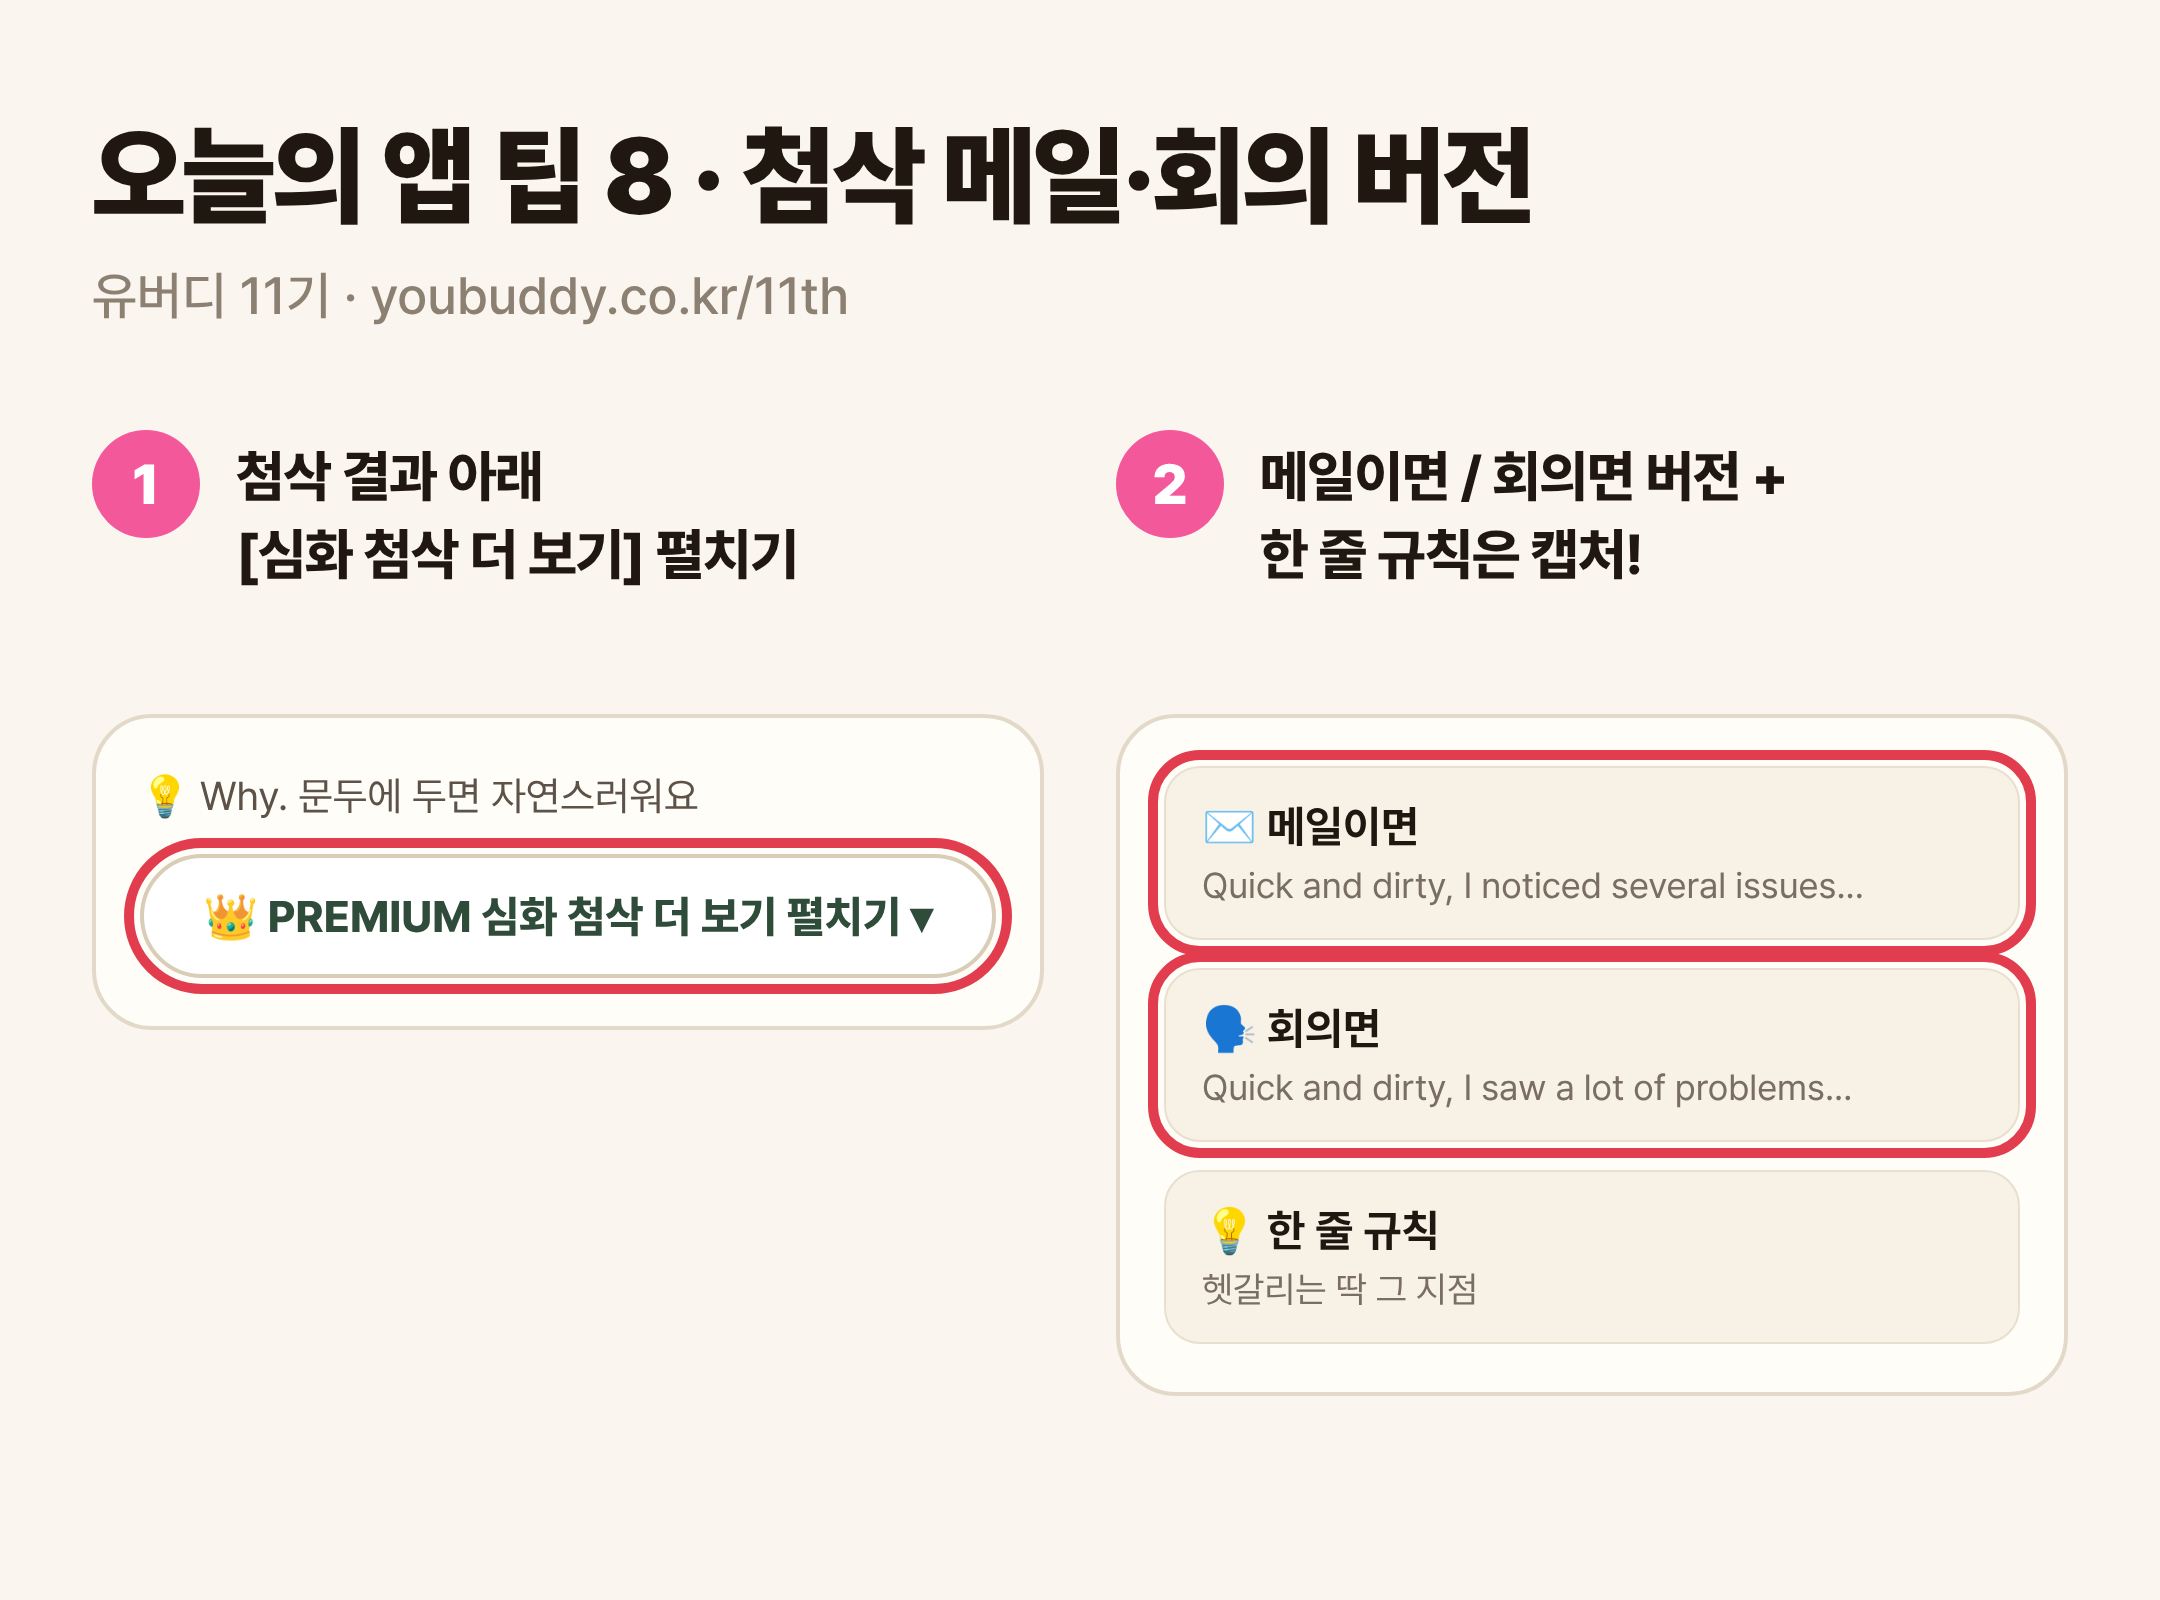 오늘의 앱 팁 8 · 첨삭 메일·회의 버전
유버디 11기 · youbuddy.co.kr/11th
1
첨삭 결과 아래
[심화 첨삭 더 보기] 펼치기
💡 Why. 문두에 두면 자연스러워요
👑 PREMIUM 심화 첨삭 더 보기 펼치기 ▾
2
메일이면 / 회의면 버전 +
한 줄 규칙은 캡처!
✉️ 메일이면
Quick and dirty, I noticed several issues...
🗣️ 회의면
Quick and dirty, I saw a lot of problems...
💡 한 줄 규칙
헷갈리는 딱 그 지점